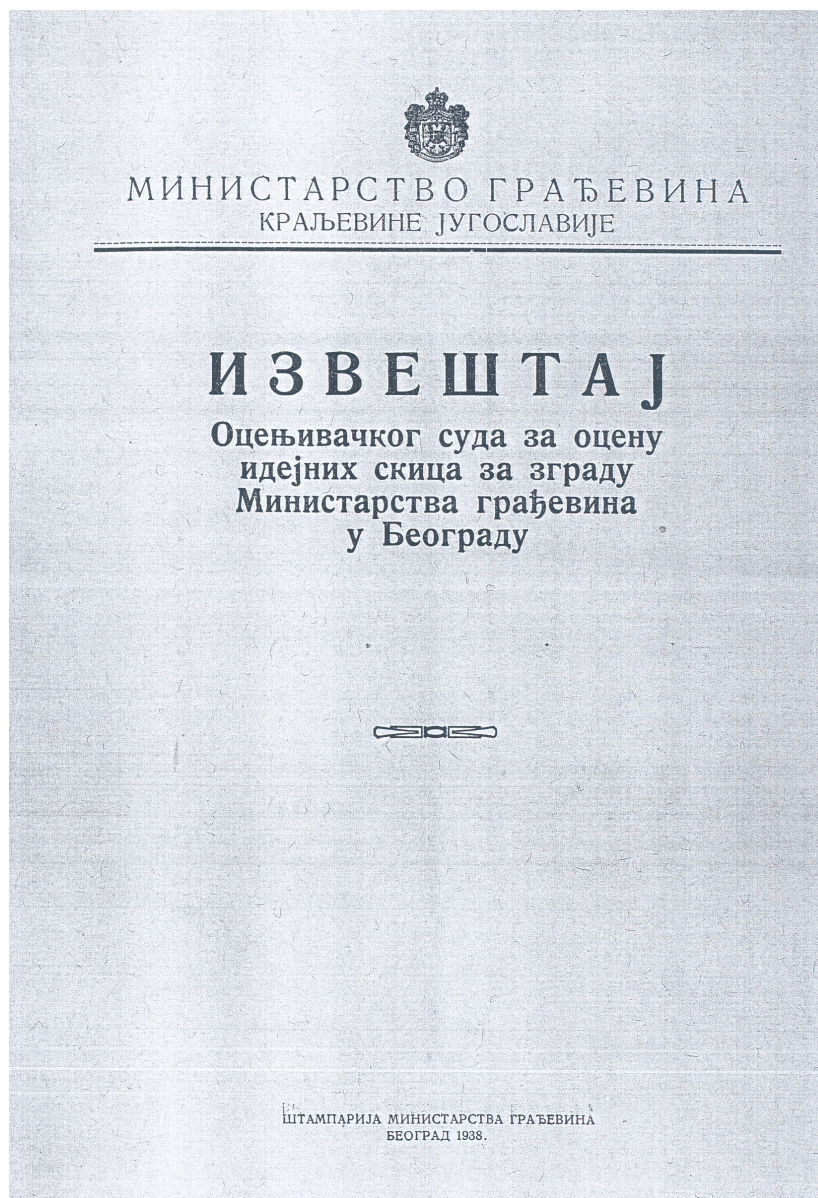 МИНИСТАРСТВО ГРАЂЕВИНА
КРАЉЕВИНЕ ЈУГОСЛАВИЈЕ
ИЗВЕШТАЈ
Оцењивачког суда за оцену
идејних скица за зграду
Министарства грађевина
у Београду
ШТАМПАРИЈА МИНИСТАРСТВА ГРАЂЕВИНА
БЕОГРАД 1938.